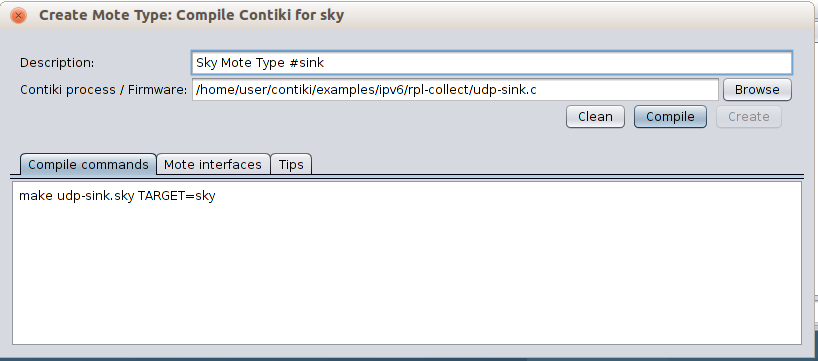 Create Mote Type: Compile Contiki for sky
Description: Sky Mote Type #sink
Contiki process / Firmware: /home/user/contiki/examples/ipv6/rpl-collect/udp-sink.c Browse
Clean Compile Create
Compile commands Mote interfaces Tips
make udp-sink.sky TARGET=sky